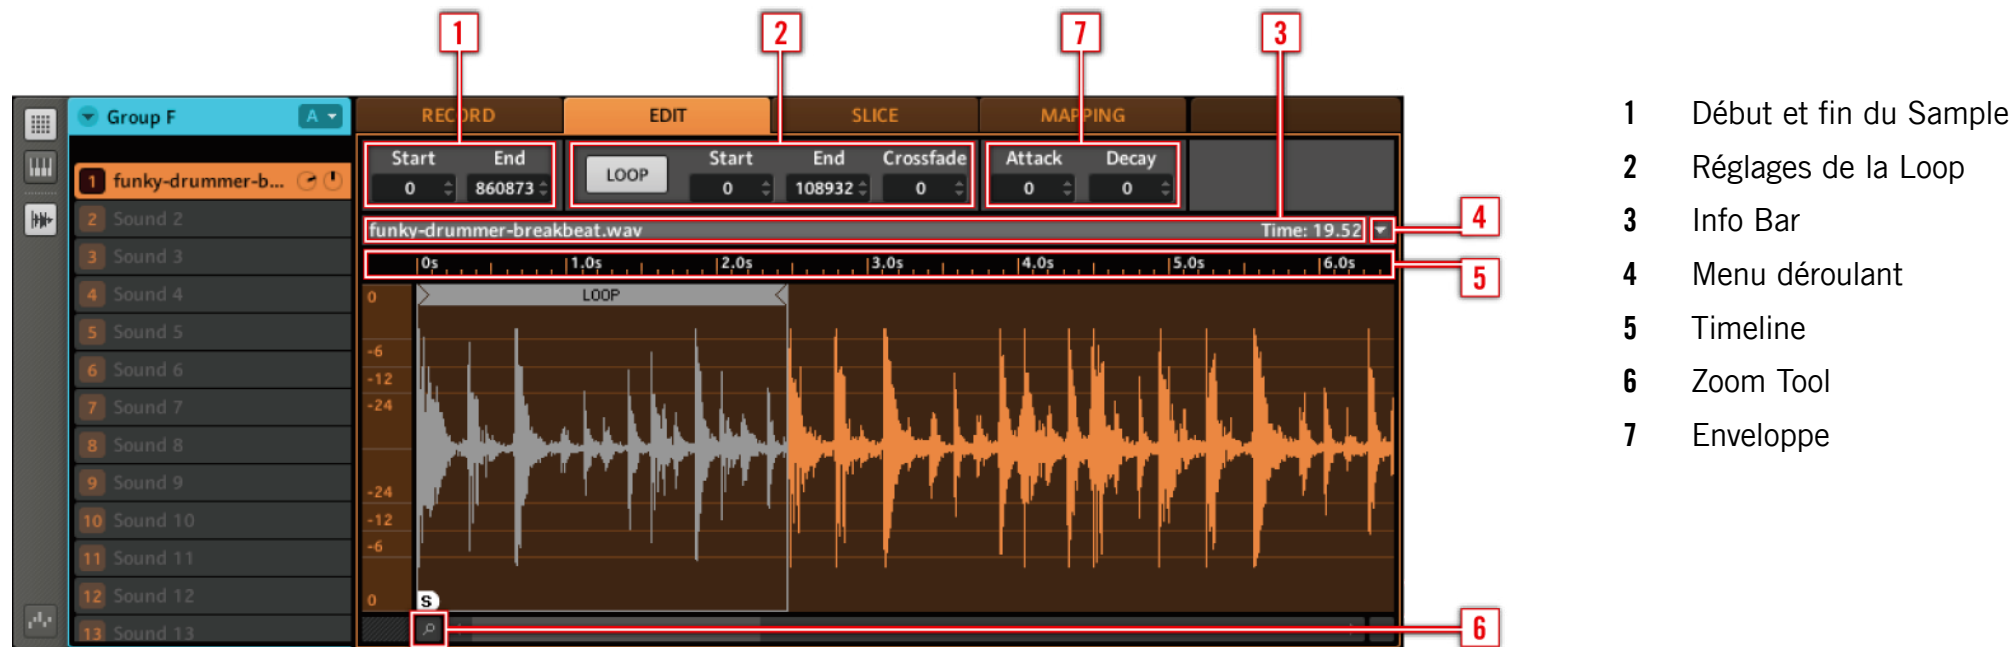 1 2 7 3
Group F A RECORD EDIT SLICE MAPPING
Start End LOOP Start End Crossfade Attack Decay
0 860873 0 108932 0 0 0
1 funky-drummer-b...
2 Sound 2
3 Sound 3
4 Sound 4
5 Sound 5
6 Sound 6
7 Sound 7
8 Sound 8
9 Sound 9
10 Sound 10
11 Sound 11
12 Sound 12
13 Sound 13
funky-drummer-breakbeat.wav Time: 19.52 4
0s 1.0s 2.0s 3.0s 4.0s 5.0s 6.0s 5
0 LOOP
-6
-12
-24
-24
-12
-6
0 S
6
1 Début et fin du Sample
2 Réglages de la Loop
3 Info Bar
4 Menu déroulant
5 Timeline
6 Zoom Tool
7 Enveloppe